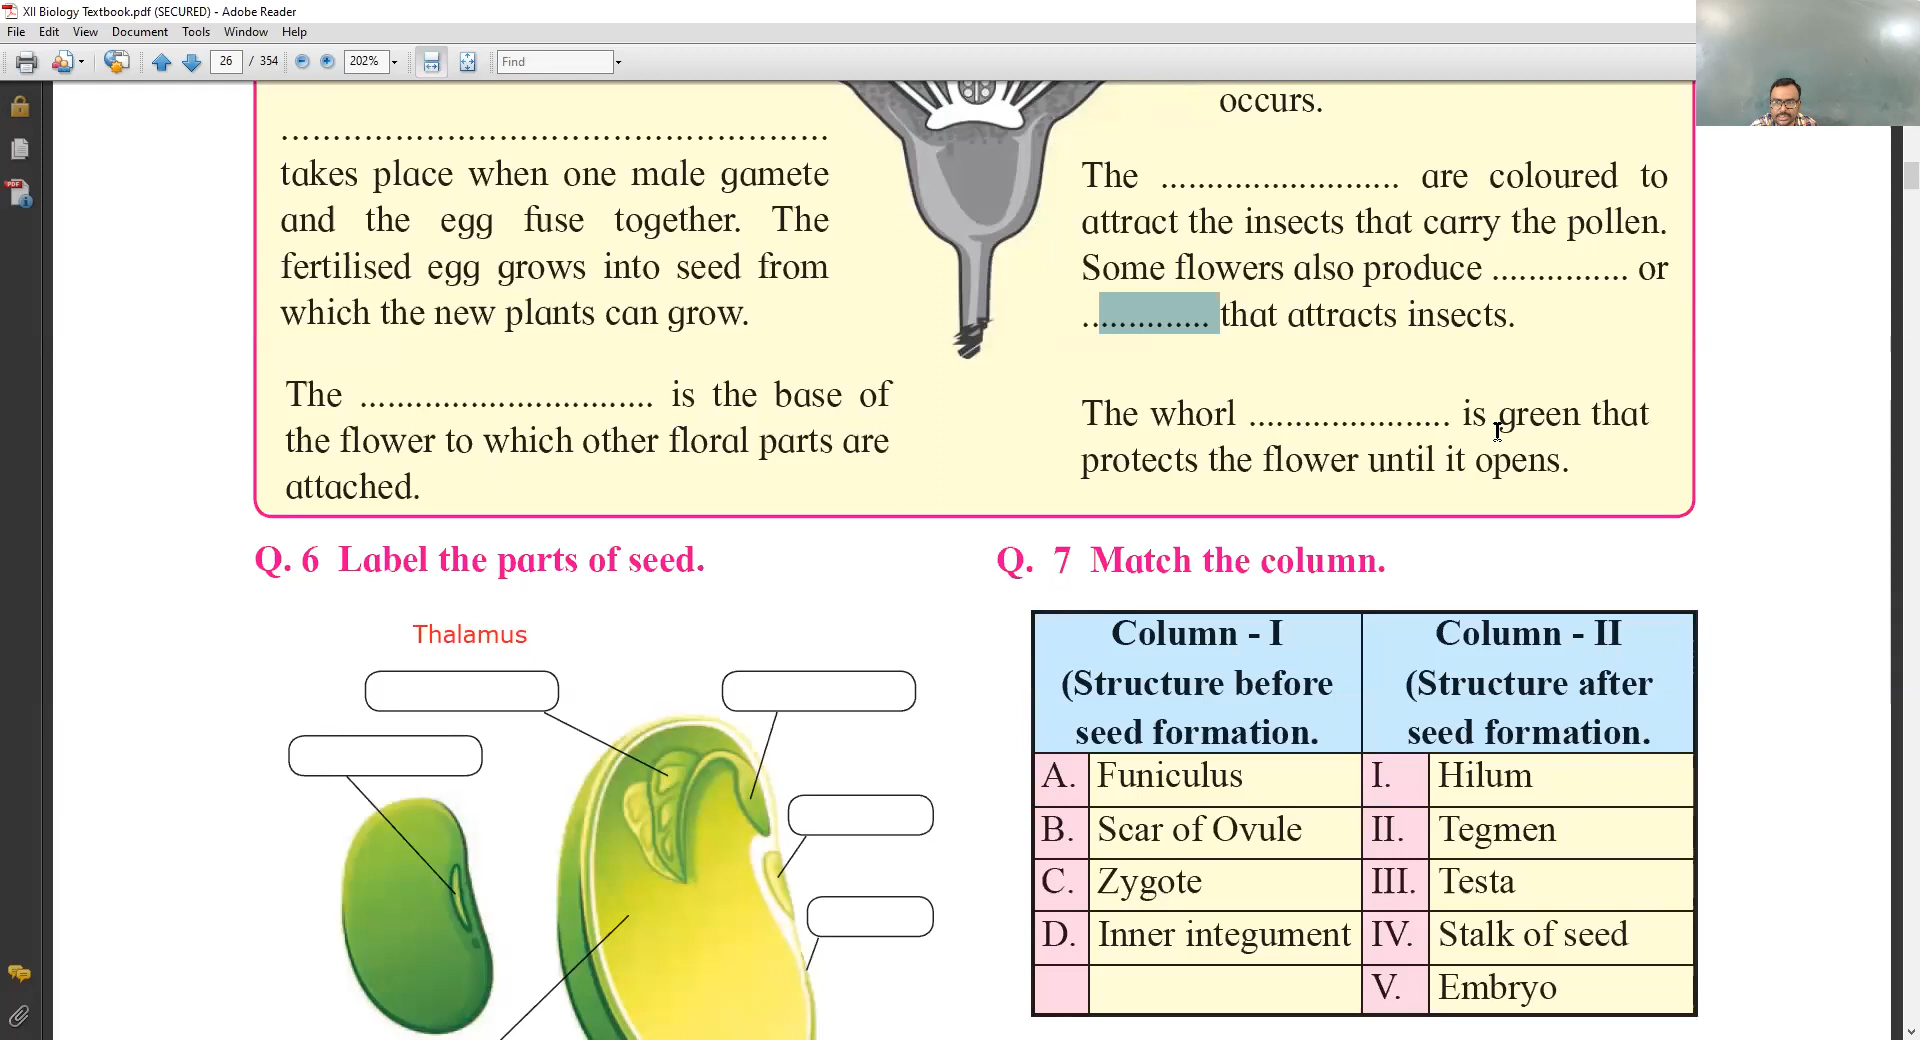 XII Biology Textbook.pdf (SECURED) - Adobe Reader
File Edit View Document Tools Window Help
26 / 354 202% Find
................................................
takes place when one male gamete
and the egg fuse together. The
fertilised egg grows into seed from
which the new plants can grow.
The ................................ is the base of
the flower to which other floral parts are
attached.
occurs.
The .......................... are coloured to
attract the insects that carry the pollen.
Some flowers also produce ............... or
.............. that attracts insects.
The whorl ...................... is green that
protects the flower until it opens.
Q. 6 Label the parts of seed.
Thalamus
Q. 7 Match the column.
Column - I Column - II
(Structure before (Structure after
seed formation. seed formation.
A. Funiculus I. Hilum
B. Scar of Ovule II. Tegmen
C. Zygote III. Testa
D. Inner integument IV. Stalk of seed
V. Embryo